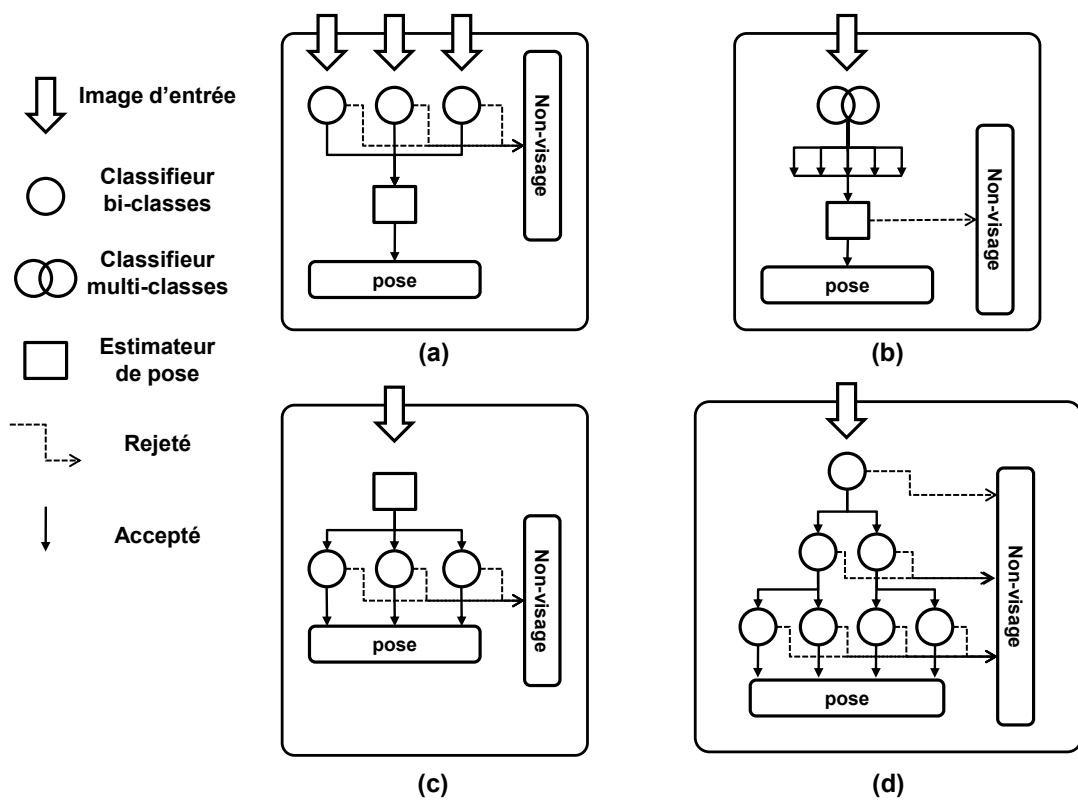 Image d'entrée
Classifieur
bi-classes
Classifieur
multi-classes
Estimateur
de pose
Rejeté
Accepté
Non-visage
pose
(a)
Non-visage
pose
(b)
Non-visage
pose
(c)
Non-visage
pose
(d)